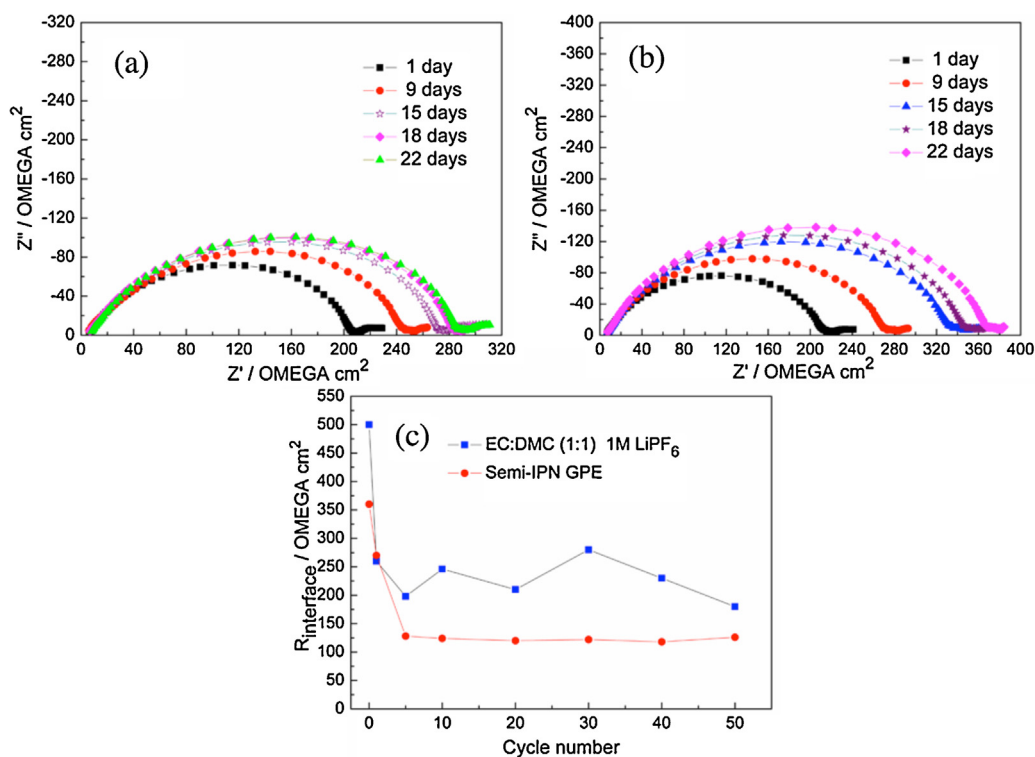 (a)
1 day
9 days
15 days
18 days
22 days
-320
-280
-240
-200
-160
-120
-80
-40
0
0 40 80 120 160 200 240 280 320
Z'' / OMEGA cm²
Z' / OMEGA cm²
(b)
1 day
9 days
15 days
18 days
22 days
-400
-360
-320
-280
-240
-200
-160
-120
-80
-40
0
0 40 80 120 160 200 240 280 320 360 400
Z'' / OMEGA cm²
Z' / OMEGA cm²
(c)
EC:DMC (1:1) 1M LiPF₆
Semi-IPN GPE
550
500
450
400
350
300
250
200
150
100
50
0
0 10 20 30 40 50
Rinterface / OMEGA cm²
Cycle number